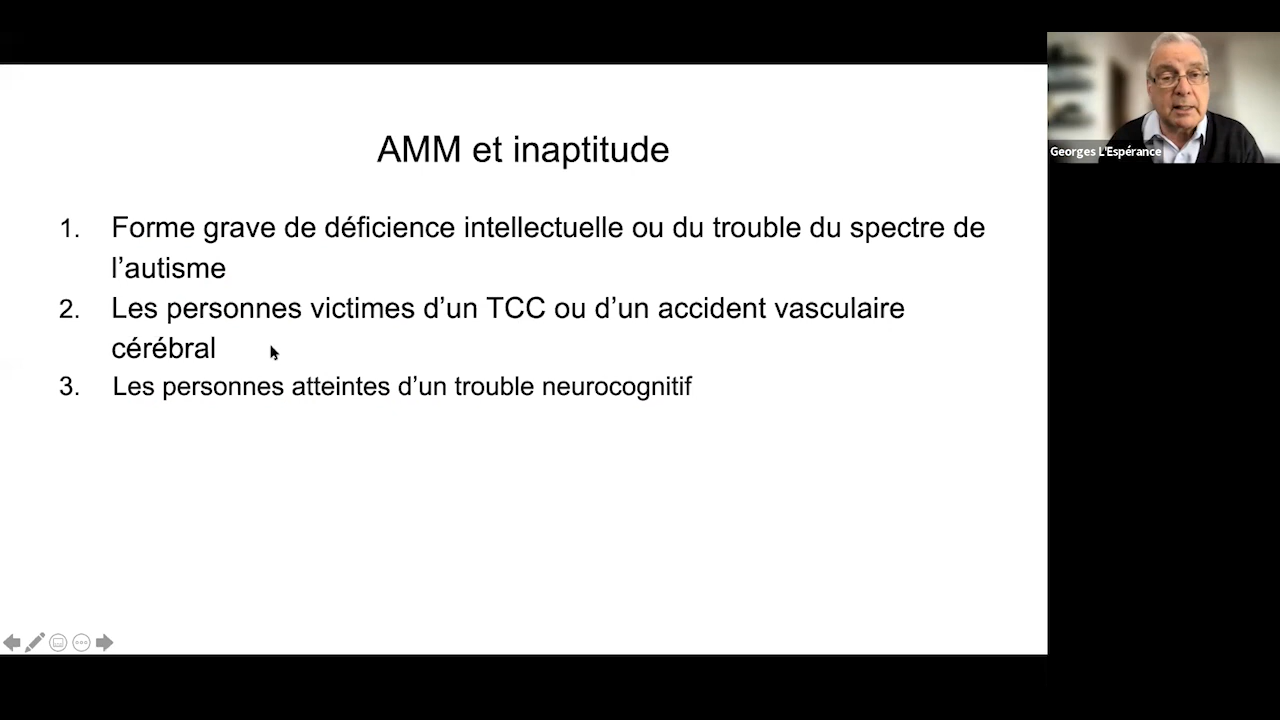 AMM et inaptitude
1. Forme grave de déficience intellectuelle ou du trouble du spectre de
l’autisme
2. Les personnes victimes d’un TCC ou d’un accident vasculaire
cérébral
3. Les personnes atteintes d’un trouble neurocognitif
Georges L'Espérance